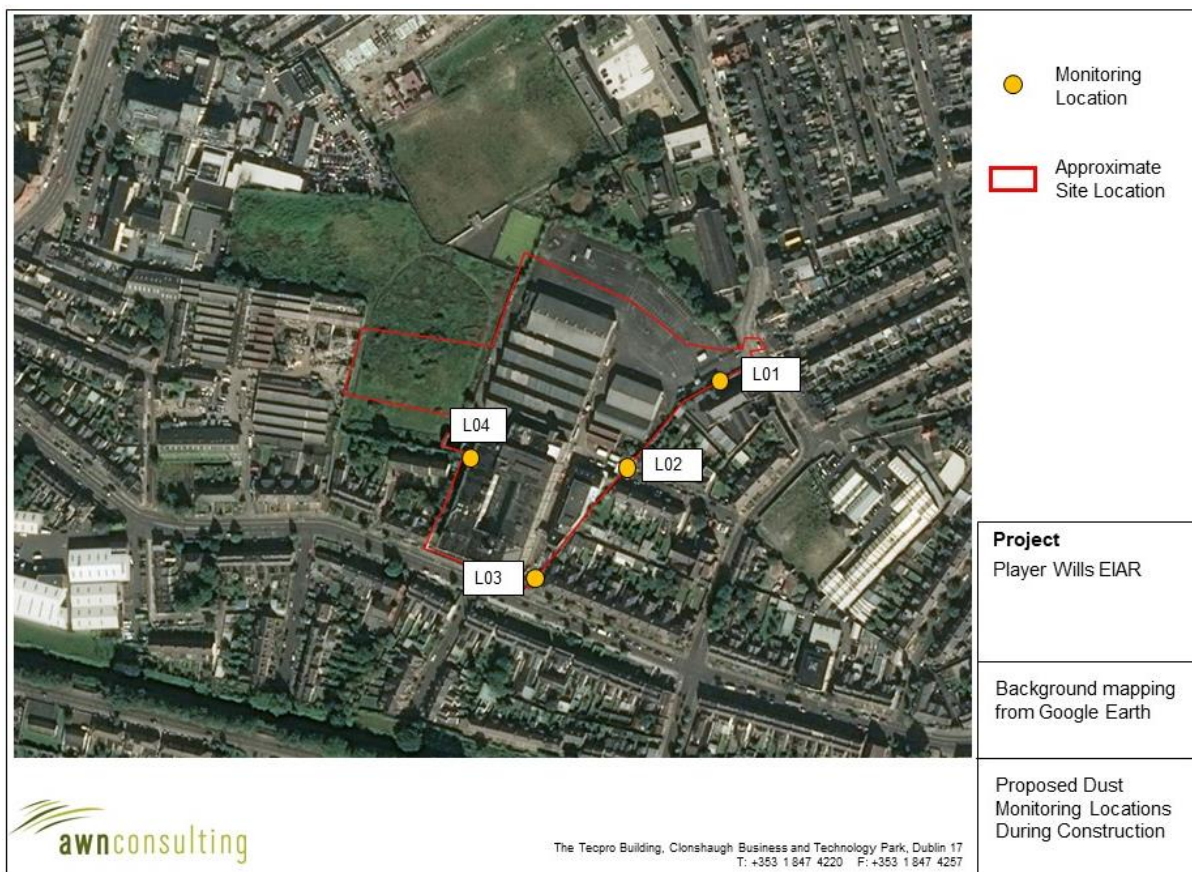 Monitoring
Location
Approximate
Site Location
L01
L04
L02
L03
Project
Player Wills EIAR
Background mapping
from Google Earth
Proposed Dust
Monitoring Locations
During Construction
awnconsulting
The Tecpro Building, Clonshaugh Business and Technology Park, Dublin 17
T: +353 1 847 4220 F: +353 1 847 4257